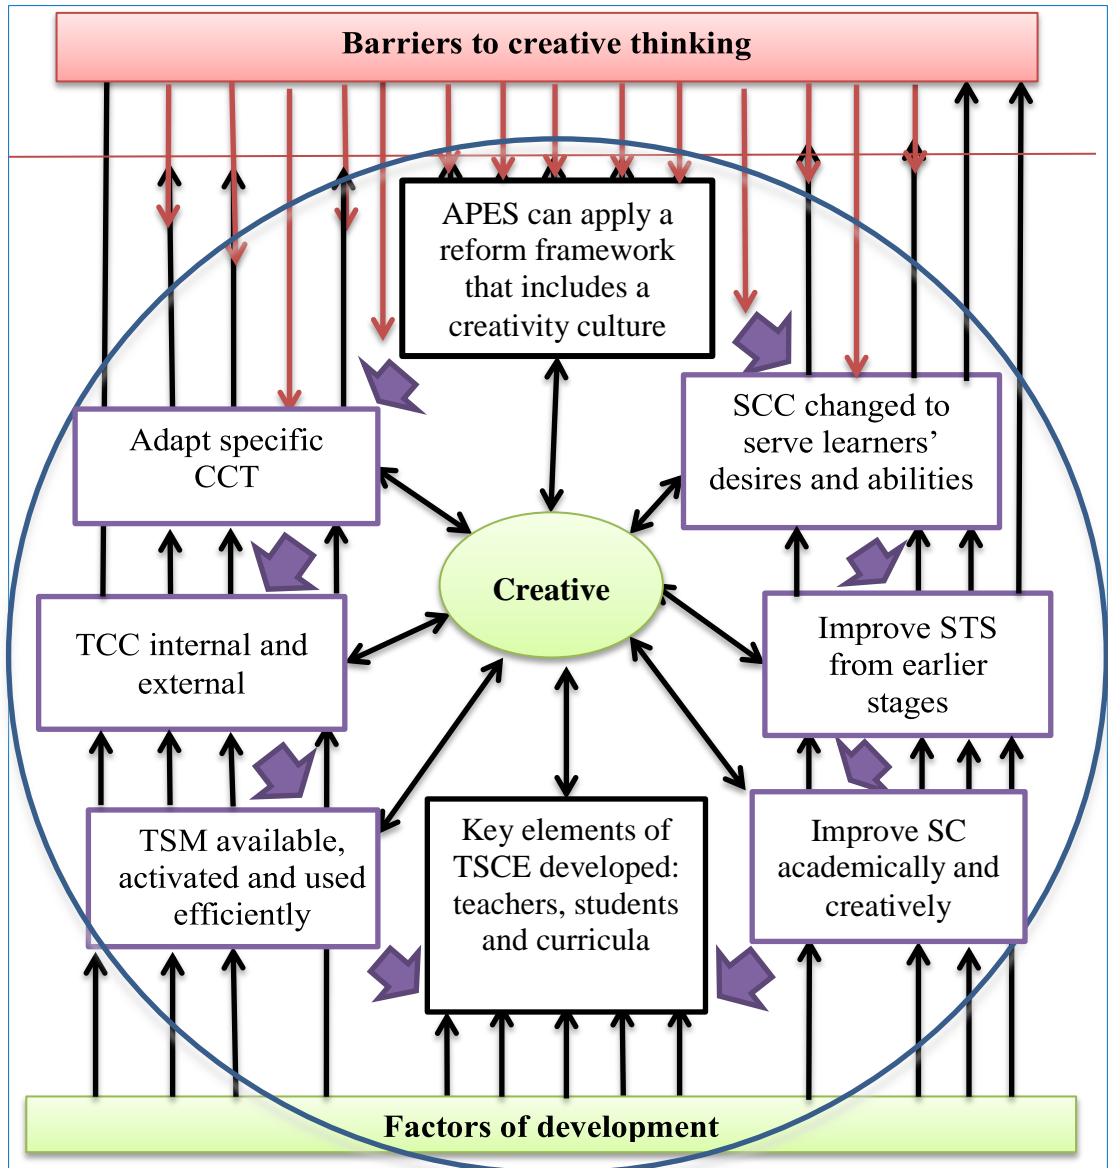 Barriers to creative thinking
APES can apply a
reform framework
that includes a
creativity culture
Adapt specific
CCT
SCC changed to
serve learners’
desires and abilities
Creative
TCC internal and
external
Improve STS
from earlier
stages
TSM available,
activated and used
efficiently
Key elements of
TSCE developed:
teachers, students
and curricula
Improve SC
academically and
creatively
Factors of development